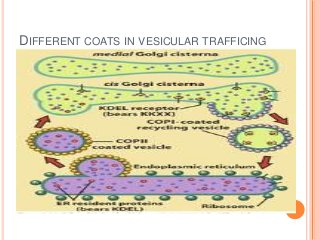 DIFFERENT COATS IN VESICULAR TRAFFICING
medial Golgi cisterna
cis Golgi cisterna
KDEL receptor
(bears KKXX)
COPI-coated
recycling vesicle
COPII
coated vesicle
Endoplasmic reticulum
ER resident proteins
(bears KDEL)
Ribosome